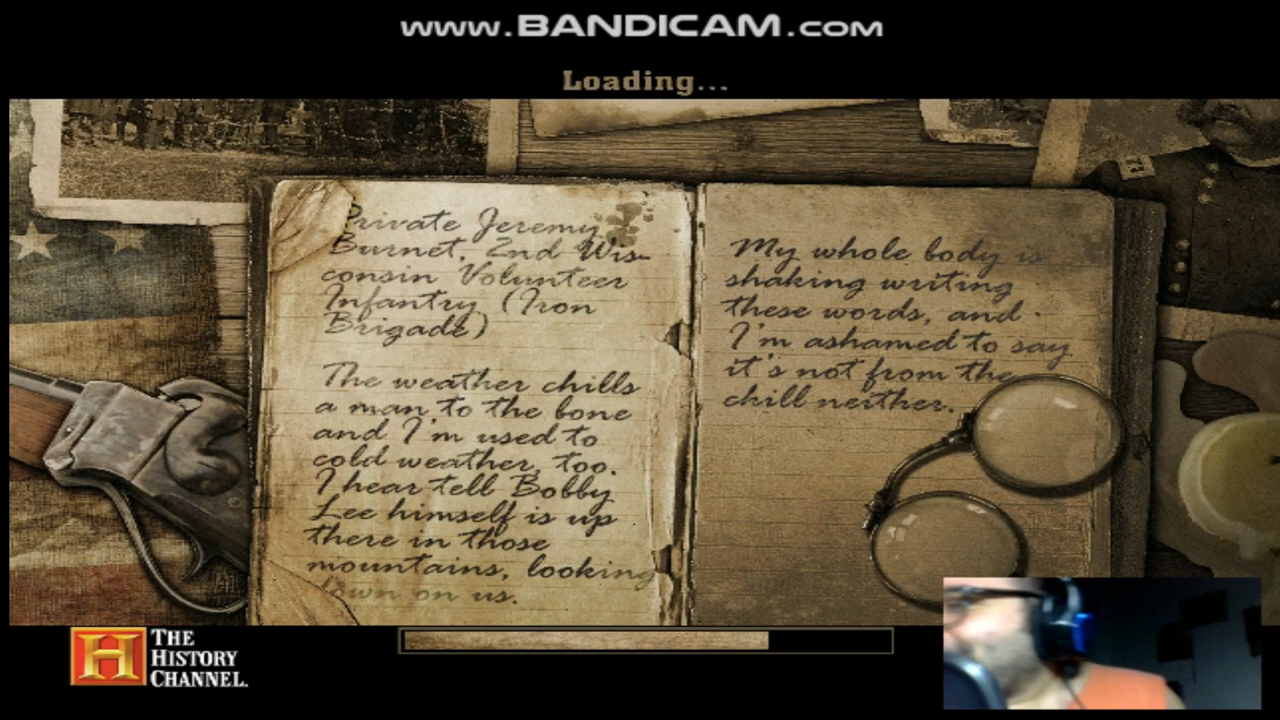 www.BANDICAM.com
Loading...
Private Jeremy
Burnet, 2nd Wis-
consin Volunteer
Infantry (Iron
Brigade)
The weather chills
a man to the bone
and I'm used to
cold weather, too.
I hear tell Bobby
Lee himself is up
there in those
mountains, looking
down on us.
My whole body is
shaking writing
these words, and
I'm ashamed to say
it's not from the
chill neither.
H THE
HISTORY
CHANNEL.